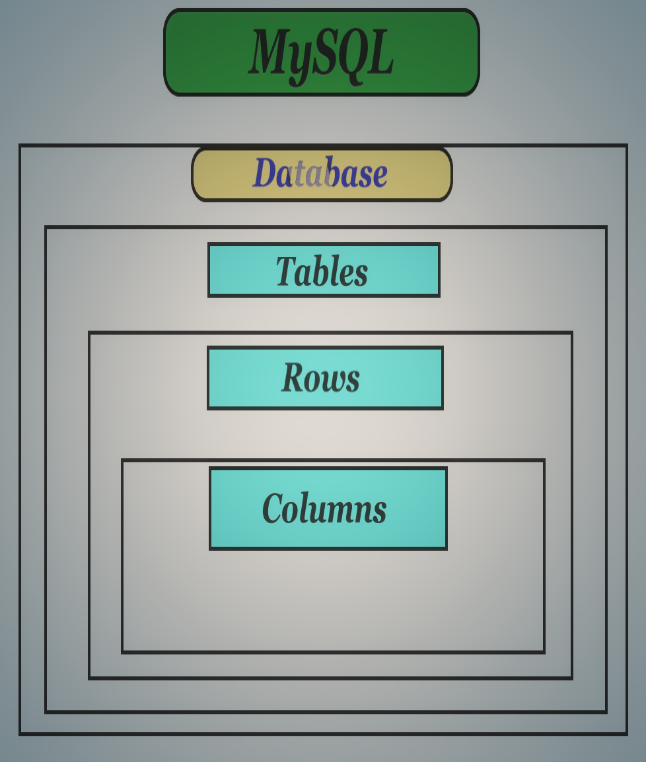 MySQL
Database
Tables
Rows
Columns